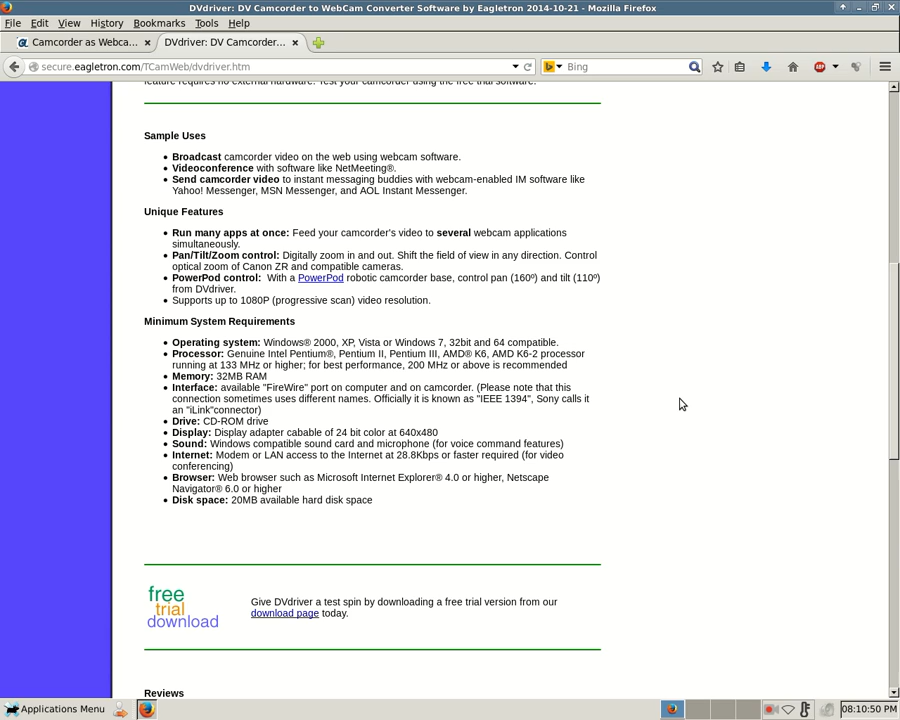 DVdriver: DV Camcorder to WebCam Converter Software by Eagletron 2014-10-21 - Mozilla Firefox
File Edit View History Bookmarks Tools Help
Camcorder as Webca...
DVdriver: DV Camcorder...
secure.eagletron.com/TCamWeb/dvdriver.htm
Bing
ABP
feature requires no external hardware. Test your camcorder using the free trial software.
Sample Uses
Broadcast camcorder video on the web using webcam software.
Videoconference with software like NetMeeting®.
Send camcorder video to instant messaging buddies with webcam-enabled IM software like
Yahoo! Messenger, MSN Messenger, and AOL Instant Messenger.
Unique Features
Run many apps at once: Feed your camcorder's video to several webcam applications
simultaneously.
Pan/Tilt/Zoom control: Digitally zoom in and out. Shift the field of view in any direction. Control
optical zoom of Canon ZR and compatible cameras.
PowerPod control: With a PowerPod robotic camcorder base, control pan (160º) and tilt (110º)
from DVdriver.
Supports up to 1080P (progressive scan) video resolution.
Minimum System Requirements
Operating system: Windows® 2000, XP, Vista or Windows 7, 32bit and 64 compatible.
Processor: Genuine Intel Pentium®, Pentium II, Pentium III, AMD® K6, AMD K6-2 processor
running at 133 MHz or higher; for best performance, 200 MHz or above is recommended
Memory: 32MB RAM
Interface: available "FireWire" port on computer and on camcorder. (Please note that this
connection sometimes uses different names. Officially it is known as "IEEE 1394", Sony calls it
an "iLink"connector)
Drive: CD-ROM drive
Display: Display adapter cabable of 24 bit color at 640x480
Sound: Windows compatible sound card and microphone (for voice command features)
Internet: Modem or LAN access to the Internet at 28.8Kbps or faster required (for video
conferencing)
Browser: Web browser such as Microsoft Internet Explorer® 4.0 or higher, Netscape
Navigator® 6.0 or higher
Disk space: 20MB available hard disk space
free
trial
download
Give DVdriver a test spin by downloading a free trial version from our
download page today.
Reviews
Applications Menu
08:10:50 PM